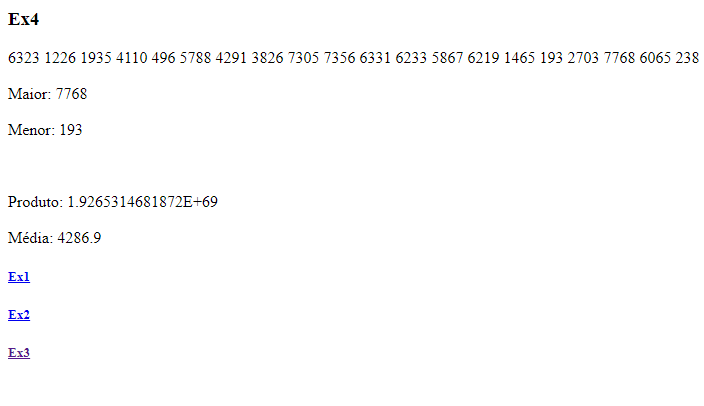 Ex4
6323 1226 1935 4110 496 5788 4291 3826 7305 7356 6331 6233 5867 6219 1465 193 2703 7768 6065 238
Maior: 7768
Menor: 193
Produto: 1.9265314681872E+69
Média: 4286.9
Ex1
Ex2
Ex3